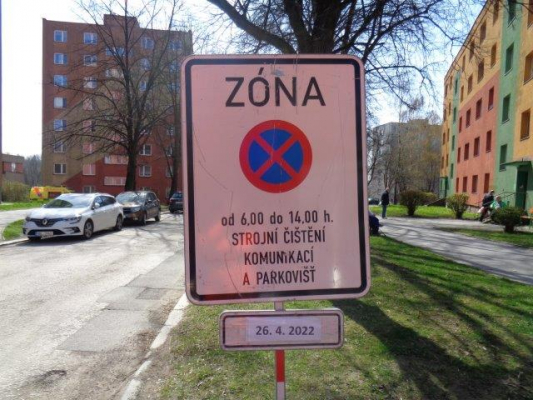 ZÓNA
od 6,00 do 14,00 h.
STROJNÍ ČIŠTĚNÍ
KOMUNIKACÍ
A PARKOVIŠŤ
26. 4. 2022